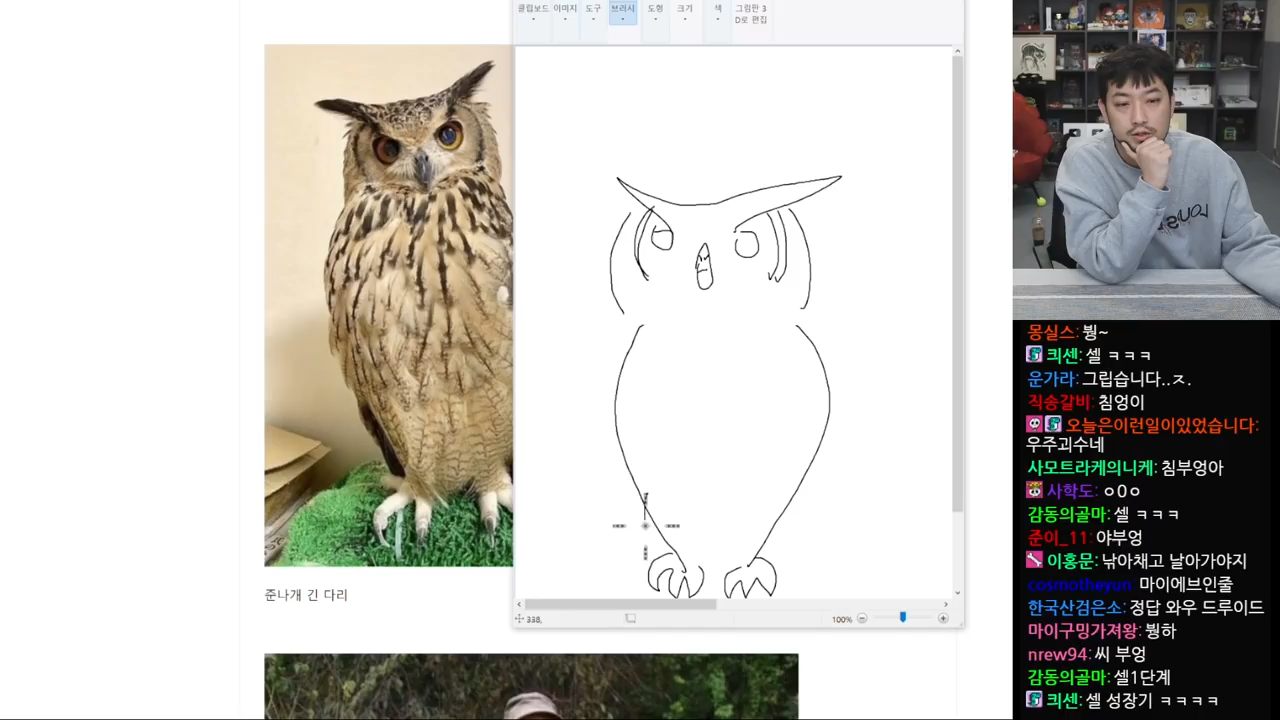 클립보드 이미지 도구 브러시 도형 크기 색 그림판 3
D로 편집
준나개 긴 다리
338,
100%
몽실스: 뷁~
킈센: 셀 ㅋㅋㅋ
운가라: 그립습니다..ㅈ.
직송갈비: 침엉이
오늘은이런일이있었습니다:
우주괴수네
사모트라케의니케: 침부엉아
사학도: ㅇ0ㅇ
감동의골마: 셀 ㅋㅋㅋ
준이_11: 야부엉
이홍문: 낚아채고 날아가야지
cosmotheyun: 마이에브인줄
한국산검은소: 정답 와우 드루이드
마이구밍가져왕: 뷁하
nrew94: 씨 부엉
감동의골마: 셀1단계
킈센: 셀 성장기 ㅋㅋㅋㅋ